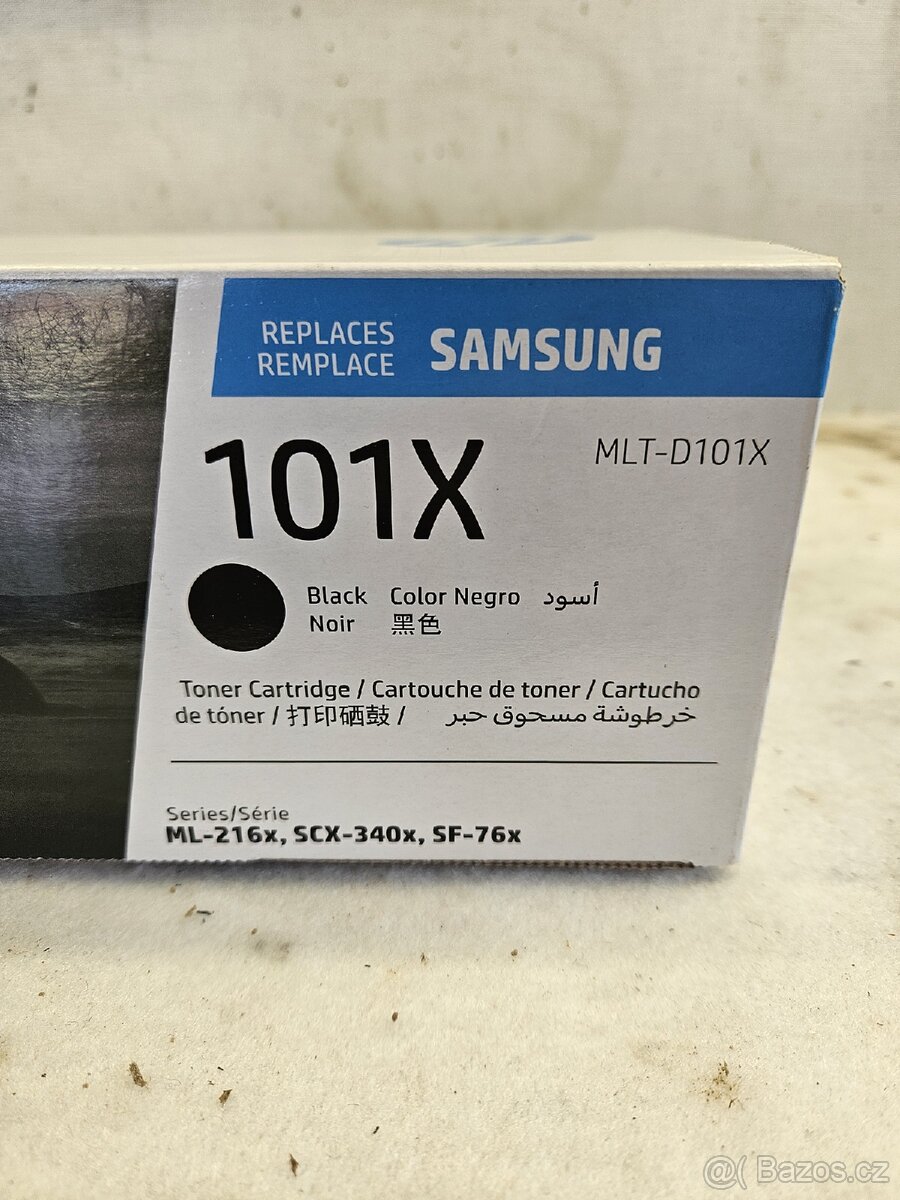 REPLACES
REMPLACE
SAMSUNG
101X
MLT-D101X
Black Color Negro أسود
Noir 黑色
Toner Cartridge / Cartouche de toner / Cartucho
de tóner / 打印硒鼓 / خرطوشة مسحوق حبر
Series/Série
ML-216x, SCX-340x, SF-76x
@( Bazos.cz